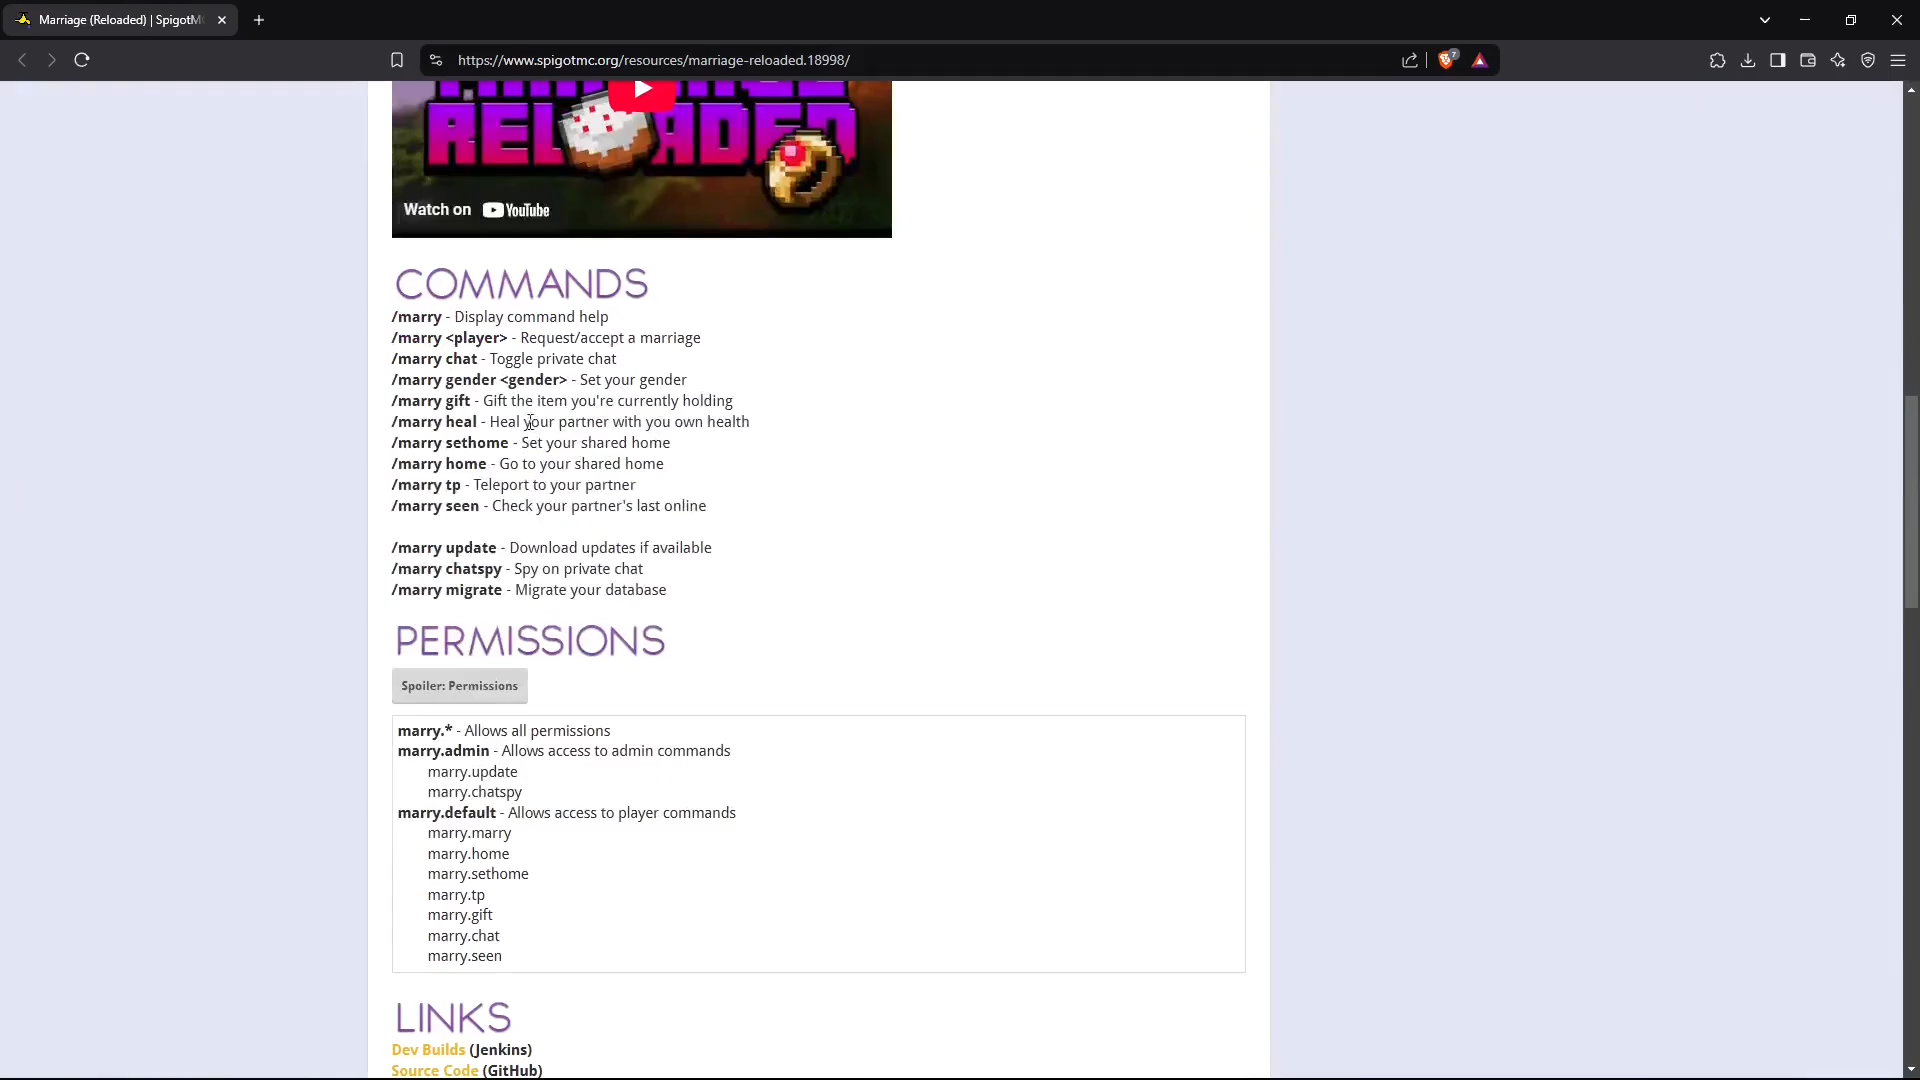 Marriage (Reloaded) | SpigotM
https://www.spigotmc.org/resources/marriage-reloaded.18998/
7
RELOADED
Watch on YouTube
COMMANDS
/marry - Display command help
/marry <player> - Request/accept a marriage
/marry chat - Toggle private chat
/marry gender <gender> - Set your gender
/marry gift - Gift the item you're currently holding
/marry heal - Heal your partner with you own health
/marry sethome - Set your shared home
/marry home - Go to your shared home
/marry tp - Teleport to your partner
/marry seen - Check your partner's last online
/marry update - Download updates if available
/marry chatspy - Spy on private chat
/marry migrate - Migrate your database
PERMISSIONS
Spoiler: Permissions
marry.* - Allows all permissions
marry.admin - Allows access to admin commands
marry.update
marry.chatspy
marry.default - Allows access to player commands
marry.marry
marry.home
marry.sethome
marry.tp
marry.gift
marry.chat
marry.seen
LINKS
Dev Builds (Jenkins)
Source Code (GitHub)